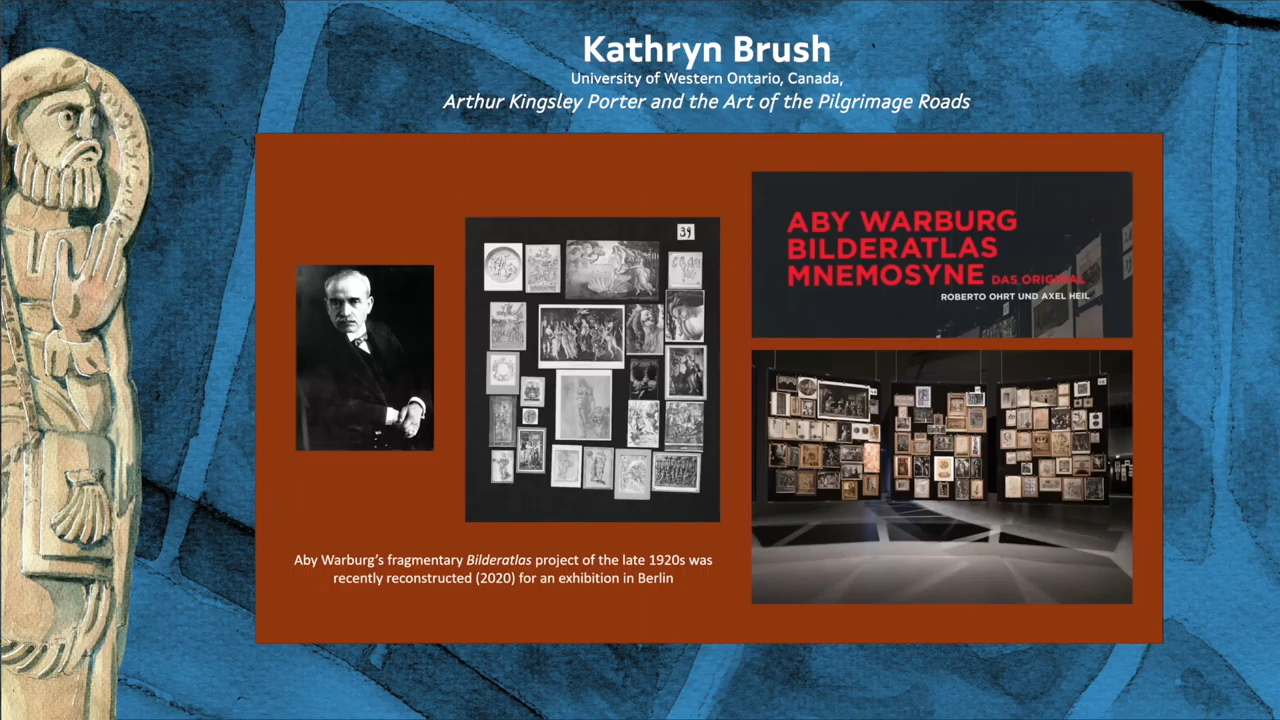 Kathryn Brush
University of Western Ontario, Canada,
Arthur Kingsley Porter and the Art of the Pilgrimage Roads
39
ABY WARBURG
BILDERATLAS
MNEMOSYNE DAS ORIGINAL
ROBERTO OHRT UND AXEL HEIL
Aby Warburg's fragmentary Bilderatlas project of the late 1920s was
recently reconstructed (2020) for an exhibition in Berlin